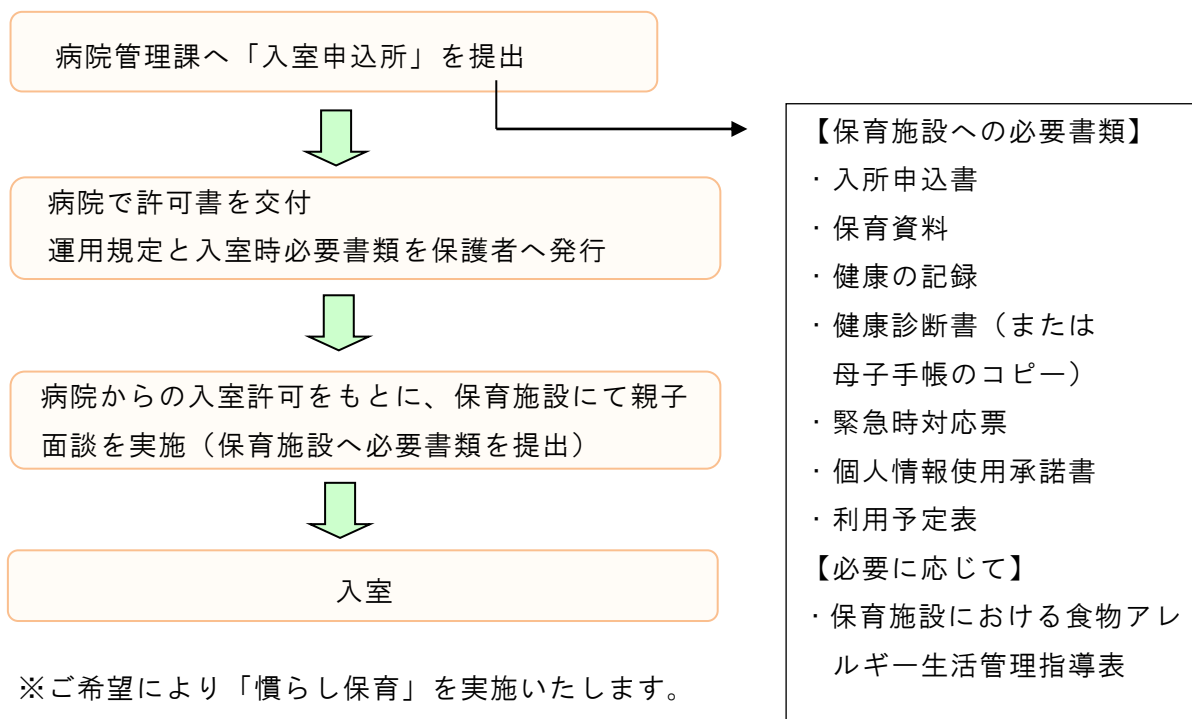 病院管理課へ「入室申込所」を提出
病院で許可書を交付
運用規定と入室時必要書類を保護者へ発行
病院からの入室許可をもとに、保育施設にて親子
面談を実施（保育施設へ必要書類を提出）
入室
※ご希望により「慣らし保育」を実施いたします。
【保育施設への必要書類】
・入所申込書
・保育資料
・健康の記録
・健康診断書（または
母子手帳のコピー）
・緊急時対応票
・個人情報使用承諾書
・利用予定表
【必要に応じて】
・保育施設における食物アレ
ルギー生活管理指導表